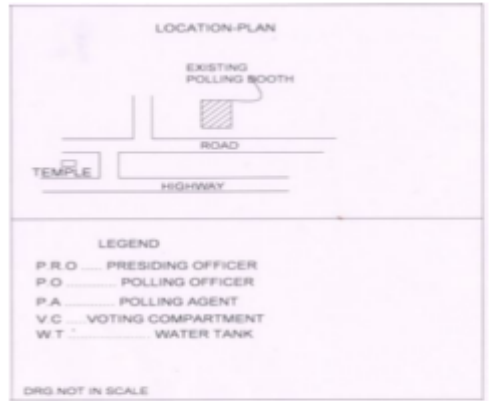 LOCATION-PLAN
EXISTING
POLLING BOOTH
ROAD
TEMPLE
HIGHWAY
LEGEND
P.R.O ..... PRESIDING OFFICER
P.O .............. POLLING OFFICER
P.A .............. POLLING AGENT
V.C .... VOTING COMPARTMENT
W.T ...................... WATER TANK
DRG.NOT IN SCALE